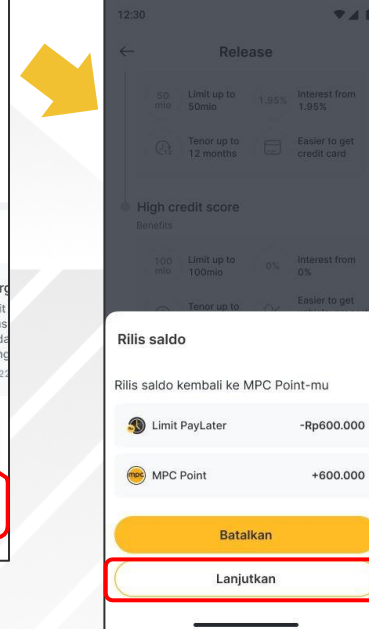 12:30
Release
50 mio
Limit up to 50mio
1.95%
Interest from 1.95%
12
Tenor up to 12 months
Easier to get credit card
High credit score
Benefits
100 mio
Limit up to 100mio
0%
Interest from 0%
Tenor up to
Easier to get
Rilis saldo
Rilis saldo kembali ke MPC Point-mu
Limit PayLater
-Rp600.000
mpc
MPC Point
+600.000
Batalkan
Lanjutkan